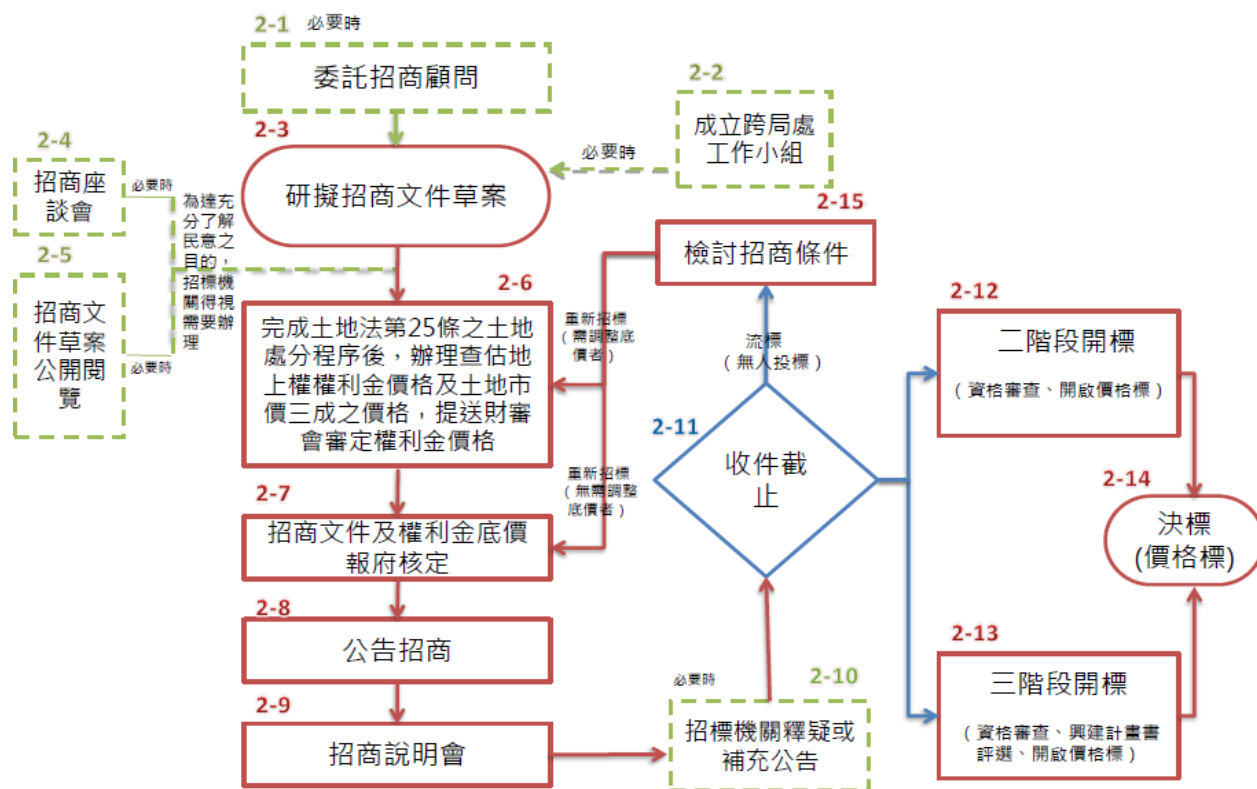 2-1 必要時
委託招商顧問
2-2
成立跨局處
工作小組
必要時
2-3
研擬招商文件草案
2-4
招商座
談會
必要時
2-5
招商文
件草案
公開閱
覽
必要時
為達充
分了解
民意之
目的，
招標機
關得視
需要辦
理
2-6
完成土地法第25條之土地
處分程序後，辦理查估地
上權權利金價格及土地市
價三成之價格，提送財審
會審定權利金價格
2-7
招商文件及權利金底價
報府核定
2-8
公告招商
2-9
招商說明會
必要時
2-10
招標機關釋疑或
補充公告
2-11
收件截
止
流標
（無人投標）
2-15
檢討招商條件
重新招標
（需調整底
價者）
重新招標
（無需調整
底價者）
2-12
二階段開標
（資格審查、開啟價格標）
2-13
三階段開標
（資格審查、興建計畫書
評選、開啟價格標）
2-14
決標
(價格標)